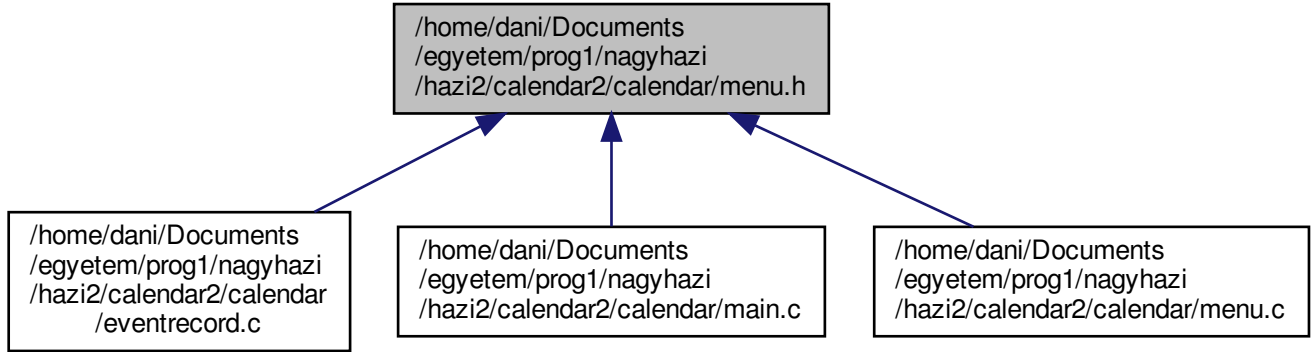 /home/dani/Documents
/egyetem/prog1/nagyhazi
/hazi2/calendar2/calendar/menu.h
/home/dani/Documents
/egyetem/prog1/nagyhazi
/hazi2/calendar2/calendar
/eventrecord.c
/home/dani/Documents
/egyetem/prog1/nagyhazi
/hazi2/calendar2/calendar/main.c
/home/dani/Documents
/egyetem/prog1/nagyhazi
/hazi2/calendar2/calendar/menu.c